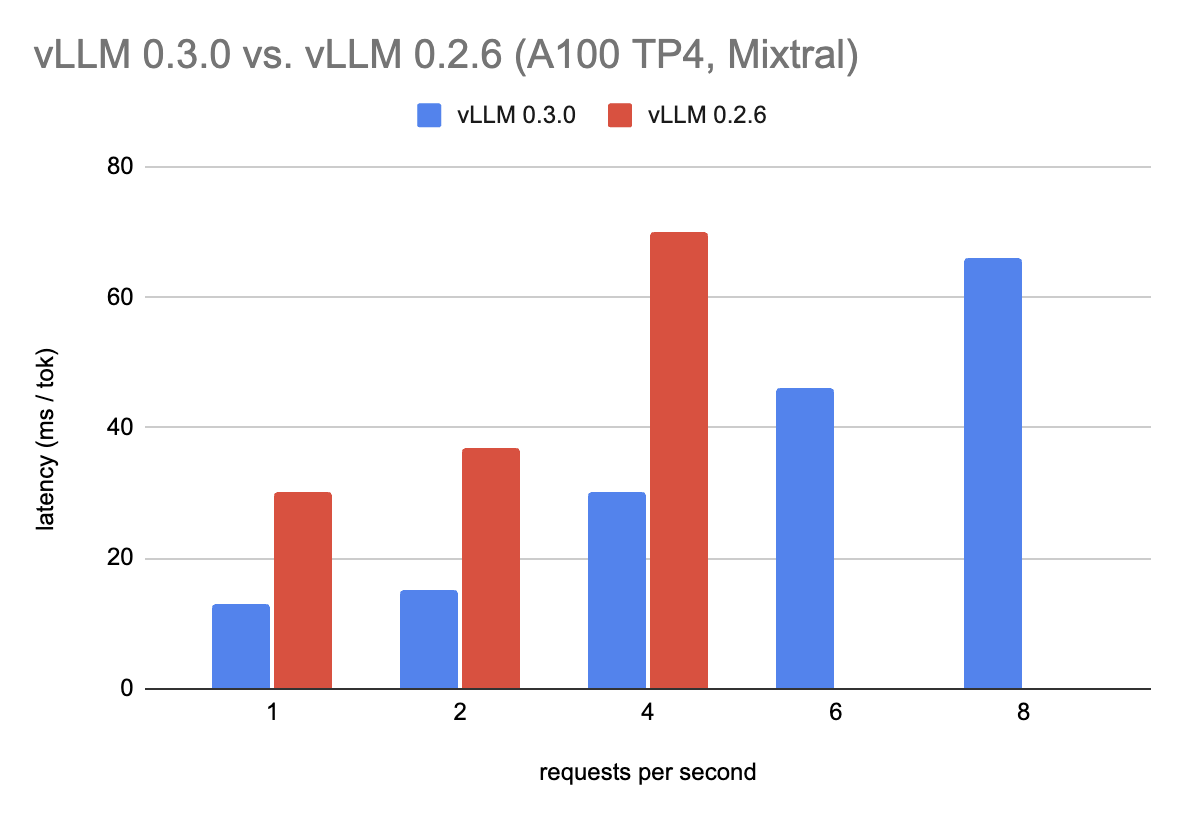 vLLM 0.3.0 vs. vLLM 0.2.6 (A100 TP4, Mixtral)
vLLM 0.3.0 vLLM 0.2.6
80
60
40
20
0
latency (ms / tok)
1 2 4 6 8
requests per second